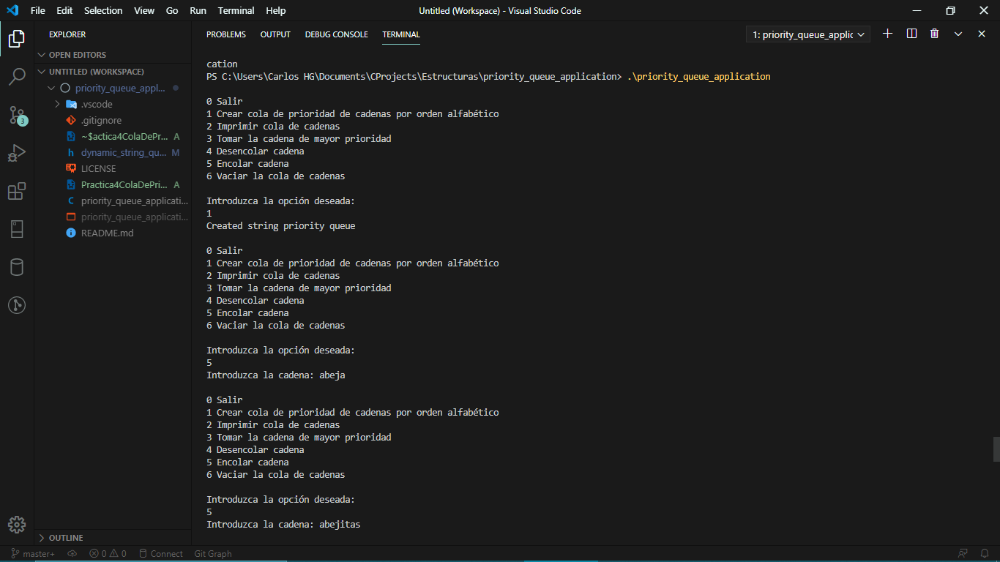 File Edit Selection View Go Run Terminal Help
Untitled (Workspace) - Visual Studio Code
EXPLORER
OPEN EDITORS
UNTITLED (WORKSPACE)
priority_queue_appl...
.vscode
.gitignore
~$actica4ColaDePr... A
dynamic_string_qu... M
LICENSE
Practica4ColaDePri... A
priority_queue_applicati...
priority_queue_applicati...
README.md
OUTLINE
3
PROBLEMS OUTPUT DEBUG CONSOLE TERMINAL
1: priority_queue_applic
cation
PS C:\Users\Carlos HG\Documents\CProjects\Estructuras\priority_queue_application> .\priority_queue_application
0 Salir
1 Crear cola de prioridad de cadenas por orden alfabético
2 Imprimir cola de cadenas
3 Tomar la cadena de mayor prioridad
4 Desencolar cadena
5 Encolar cadena
6 Vaciar la cola de cadenas
Introduzca la opción deseada:
1
Created string priority queue
0 Salir
1 Crear cola de prioridad de cadenas por orden alfabético
2 Imprimir cola de cadenas
3 Tomar la cadena de mayor prioridad
4 Desencolar cadena
5 Encolar cadena
6 Vaciar la cola de cadenas
Introduzca la opción deseada:
5
Introduzca la cadena: abeja
0 Salir
1 Crear cola de prioridad de cadenas por orden alfabético
2 Imprimir cola de cadenas
3 Tomar la cadena de mayor prioridad
4 Desencolar cadena
5 Encolar cadena
6 Vaciar la cola de cadenas
Introduzca la opción deseada:
5
Introduzca la cadena: abejitas
master+ 0 0 Connect Git Graph